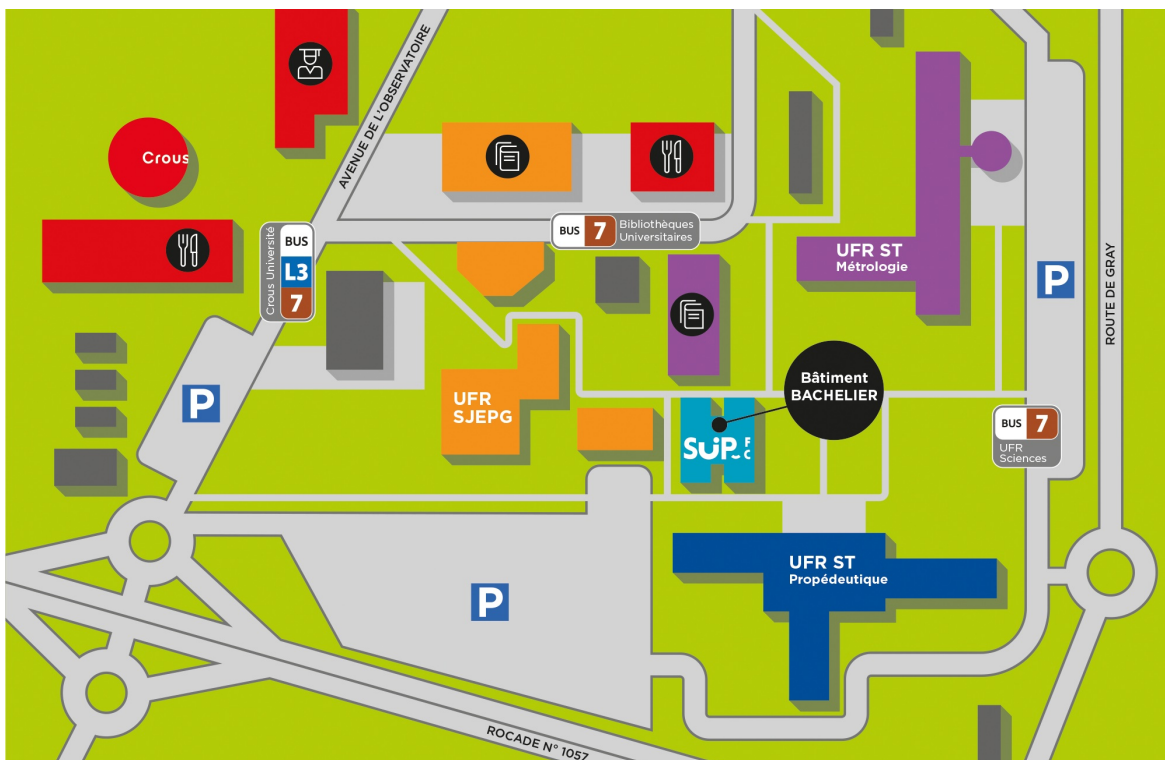 AVENUE DE L'OBSERVATOIRE
Crous
Crous Université
BUS
L3
7
BUS 7
Bibliothèques
Universitaires
UFR ST
Métrologie
P
ROUTE DE GRAY
P
UFR
SJEPG
Bâtiment
BACHELIER
SUP F
C
BUS 7
UFR
Sciences
UFR ST
Propédeutique
P
ROCADE N° 1057